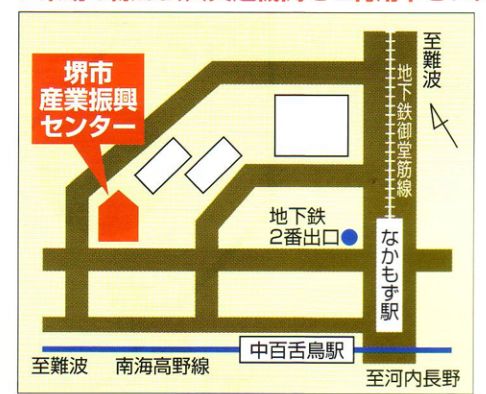 堺市
産業振興
センター
至難波
地下鉄御堂筋線
地下鉄
2番出口
なかもず駅
中百舌鳥駅
至難波
南海高野線
至河内長野